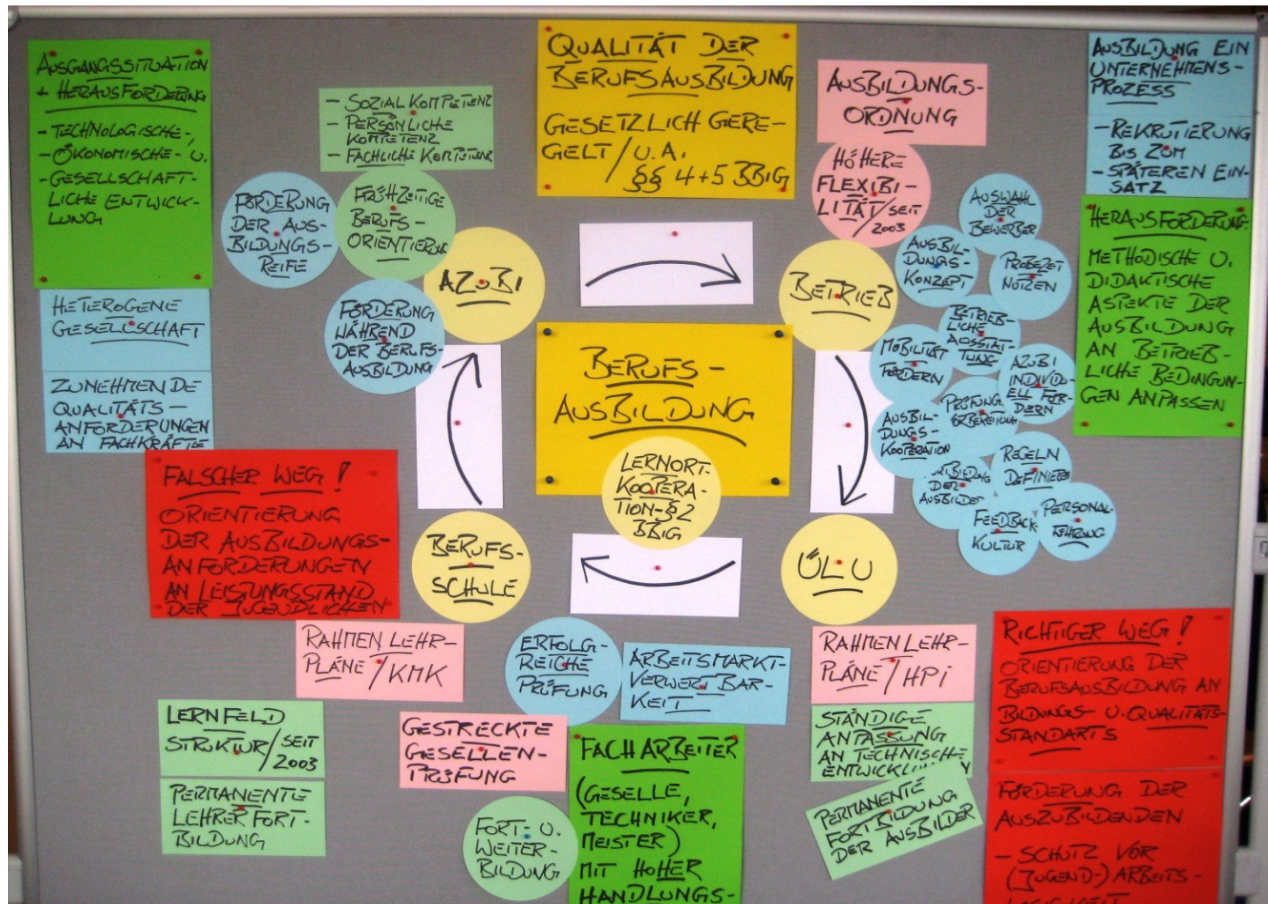 AUSGANGSSITUATION
+ HERAUSFORDERUNG
- TECHNOLOGISCHE,
- ÖKONOMISCHE- U.
- GESELLSCHAFT-
LICHE ENTWICK-
LUNG
HETEROGENE
GESELLSCHAFT
ZUNEHMENDE
QUALITÄTS-
ANFORDERUNGEN
AN FACHKRÄFTE
- SOZIALKOMPETENZ
- PERSÖNLICHE
KOMPETENZ
- FACHLICHE KOMPETENZ
FRÜHZEITIGE
BERUFS-
ORIENTIERUNG
FÖRDERUNG
DER AUS-
BILDUNGS-
REIFE
AZUBI
FÖRDERUNG
WÄHREND
DER BERUFS-
AUSBILDUNG
QUALITÄT DER
BERUFSAUSBILDUNG
GESETZLICH GERE-
GELT / U.A.
§§ 4+5 BBIG
AUSBILDUNGS-
ORDNUNG
HÖHERE
FLEXIBI-
LITÄT / SEIT
2003
BETRIEB
AUSWAHL
DER
BEWERBER
AUSBIL-
DUNGS-
KONZEPT
PROBEZEIT
NUTZEN
BETRIEB-
LICHE
AUSSTAT-
TUNG
MOBILITÄT
FÖRDERN
AZUBI
INDIVIDU-
ELL FÖR-
DERN
PRÜFUNG
AUSBIL-
DUNGS-
KOOPERATION
REGELN
DEFINIEREN
DER
AUSBILDER
FEEDBACK-
KULTUR
PERSONAL-
FÜHRUNG
AUSBILDUNG EIN
UNTERNEHMENS-
PROZESS
- REKRUTIERUNG
BIS ZUM
- SPÄTEREN EIN-
SATZ
HERAUSFORDERUNG
METHODISCHE U.
DIDAKTISCHE
ASPEKTE DER
AUSBILDUNG
AN BETRIEB-
LICHE BEDINGUN-
GEN ANPASSEN
BERUFS-
AUSBILDUNG
LERNORT-
KOOPERA-
TION-§2
BBIG
FALSCHER WEG!
ORIENTIERUNG
DER AUSBILDUNGS-
ANFORDERUNGEN
AN LEISTUNGSSTAND
DER JUGENDLICHEN
BERUFS-
SCHULE
ÜLU
RAHMENLEHR-
PLÄNE / KMK
LERNFELD
STRUKTUR / SEIT
2003
PERMANENTE
LEHRER FORT-
BILDUNG
ERFOLG-
REICHE
PRÜFUNG
ARBEITSMARKT-
VERWERTBAR-
KEIT
GESTRECKTE
GESELLEN-
PRÜFUNG
FORT- U.
WEITER-
BILDUNG
FACHARBEITER
(GESELLE,
TECHNIKER,
MEISTER)
MIT HOHER
HANDLUNGS-
RAHMENLEHR-
PLÄNE / HPI
STÄNDIGE
ANPASSUNG
AN TECHNISCHE
PERMANENTE
FORTBILDUNG
DER AUSBILDER
RICHTIGER WEG!
ORIENTIERUNG DER
BERUFSAUSBILDUNG AN
BILDUNGS- U. QUALITÄTS-
STANDARTS
FÖRDERUNG DER
AUSZUBILDENDEN
- SCHUTZ VOR
(JUGEND-) ARBEITS-